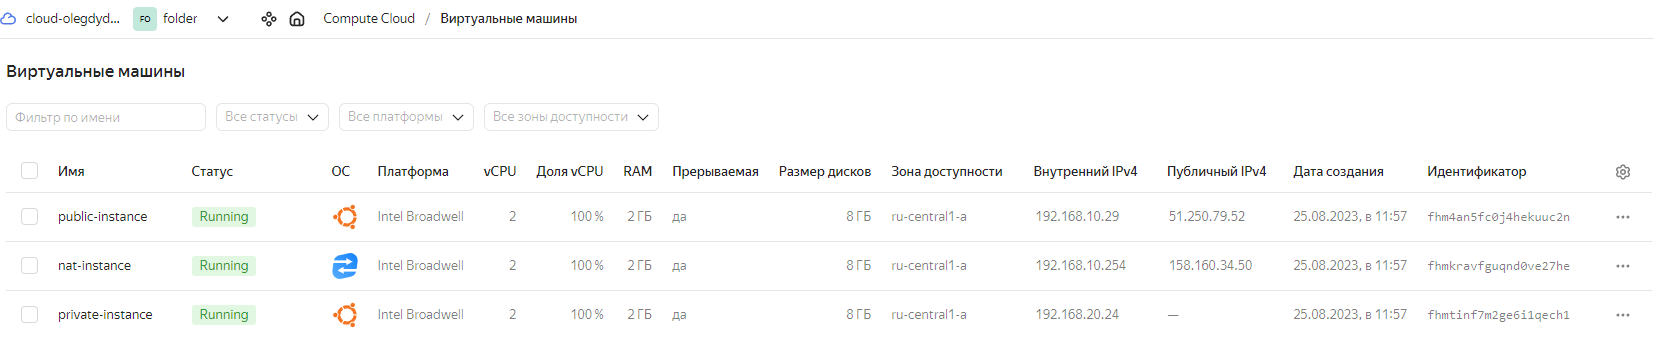 cloud-olegdyd... FO folder Compute Cloud / Виртуальные машины
Виртуальные машины
Фильтр по имени Все статусы Все платформы Все зоны доступности
Имя Статус ОС Платформа vCPU Доля vCPU RAM Прерываемая Размер дисков Зона доступности Внутренний IPv4 Публичный IPv4 Дата создания Идентификатор
public-instance Running Intel Broadwell 2 100 % 2 ГБ да 8 ГБ ru-central1-a 192.168.10.29 51.250.79.52 25.08.2023, в 11:57 fhm4an5fc0j4hekuuc2n
nat-instance Running Intel Broadwell 2 100 % 2 ГБ да 8 ГБ ru-central1-a 192.168.10.254 158.160.34.50 25.08.2023, в 11:57 fhmkravfguqnd0ve27he
private-instance Running Intel Broadwell 2 100 % 2 ГБ да 8 ГБ ru-central1-a 192.168.20.24 — 25.08.2023, в 11:57 fhmtinf7m2ge6i1qech1